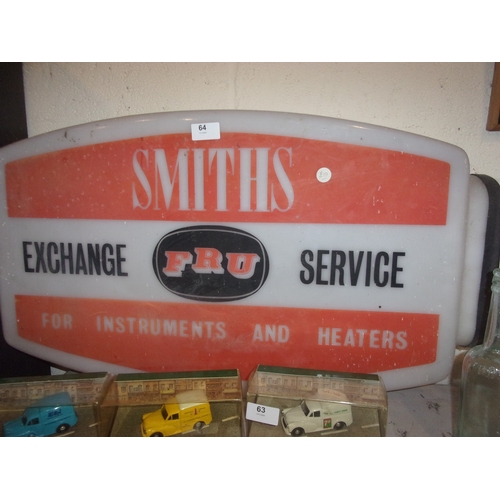 64
SMITHS
EXCHANGE FRU SERVICE
FOR INSTRUMENTS AND HEATERS
63